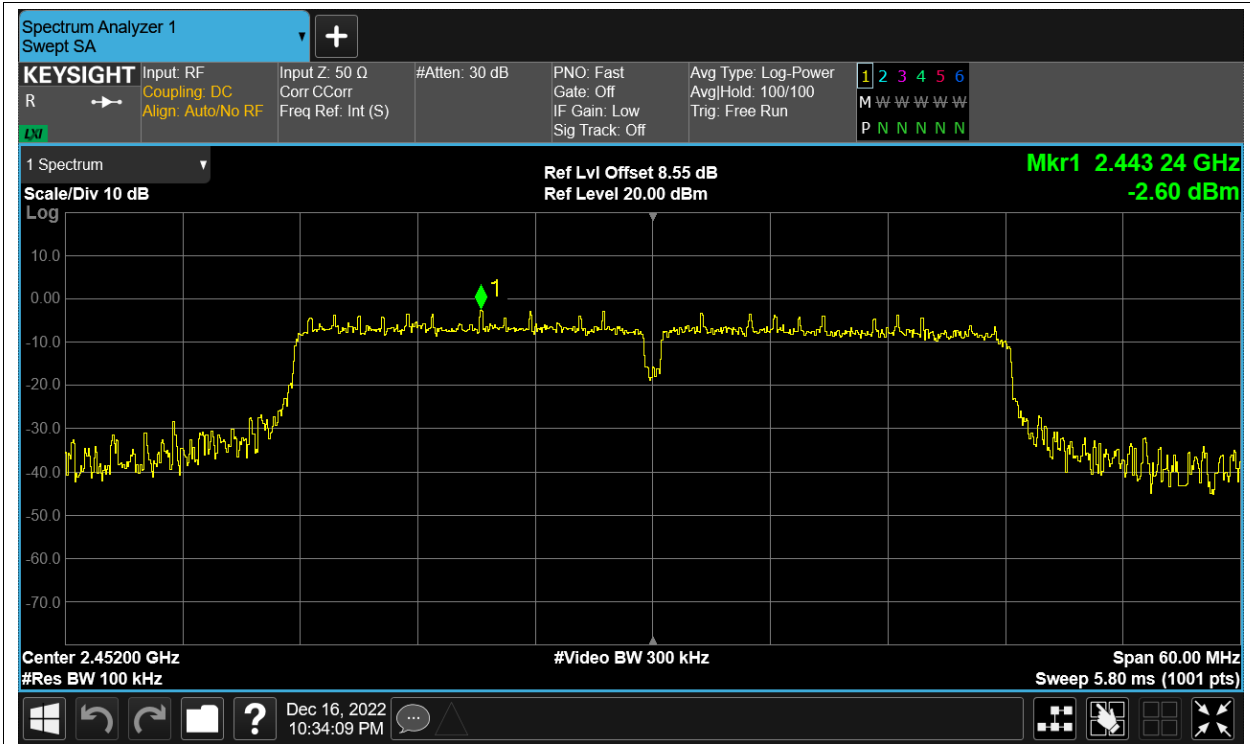 Spectrum Analyzer 1
Swept SA
KEYSIGHT
R
LXI
Input: RF
Coupling: DC
Align: Auto/No RF
Input Z: 50 Ω
Corr CCorr
Freq Ref: Int (S)
#Atten: 30 dB
PNO: Fast
Gate: Off
IF Gain: Low
Sig Track: Off
Avg Type: Log-Power
Avg|Hold: 100/100
Trig: Free Run
1 2 3 4 5 6
M W W W W W
P N N N N N
1 Spectrum
Scale/Div 10 dB
Log
Ref Lvl Offset 8.55 dB
Ref Level 20.00 dBm
Mkr1 2.443 24 GHz
-2.60 dBm
10.0
0.00
1
-10.0
-20.0
-30.0
-40.0
-50.0
-60.0
-70.0
Center 2.45200 GHz
#Video BW 300 kHz
Span 60.00 MHz
#Res BW 100 kHz
Sweep 5.80 ms (1001 pts)
?
Dec 16, 2022
10:34:09 PM